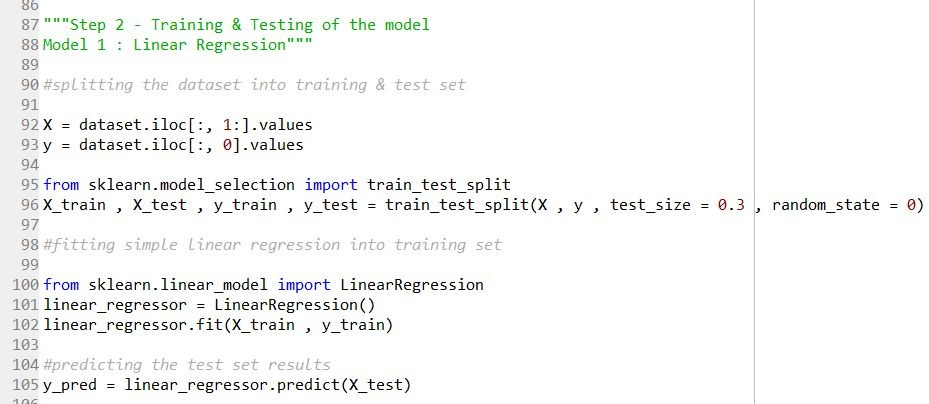 86
87 """Step 2 - Training & Testing of the model
88 Model 1 : Linear Regression"""
89
90 #splitting the dataset into training & test set
91
92 X = dataset.iloc[:, 1:].values
93 y = dataset.iloc[:, 0].values
94
95 from sklearn.model_selection import train_test_split
96 X_train , X_test , y_train , y_test = train_test_split(X , y , test_size = 0.3 , random_state = 0)
97
98 #fitting simple linear regression into training set
99
100 from sklearn.linear_model import LinearRegression
101 linear_regressor = LinearRegression()
102 linear_regressor.fit(X_train , y_train)
103
104 #predicting the test set results
105 y_pred = linear_regressor.predict(X_test)
106